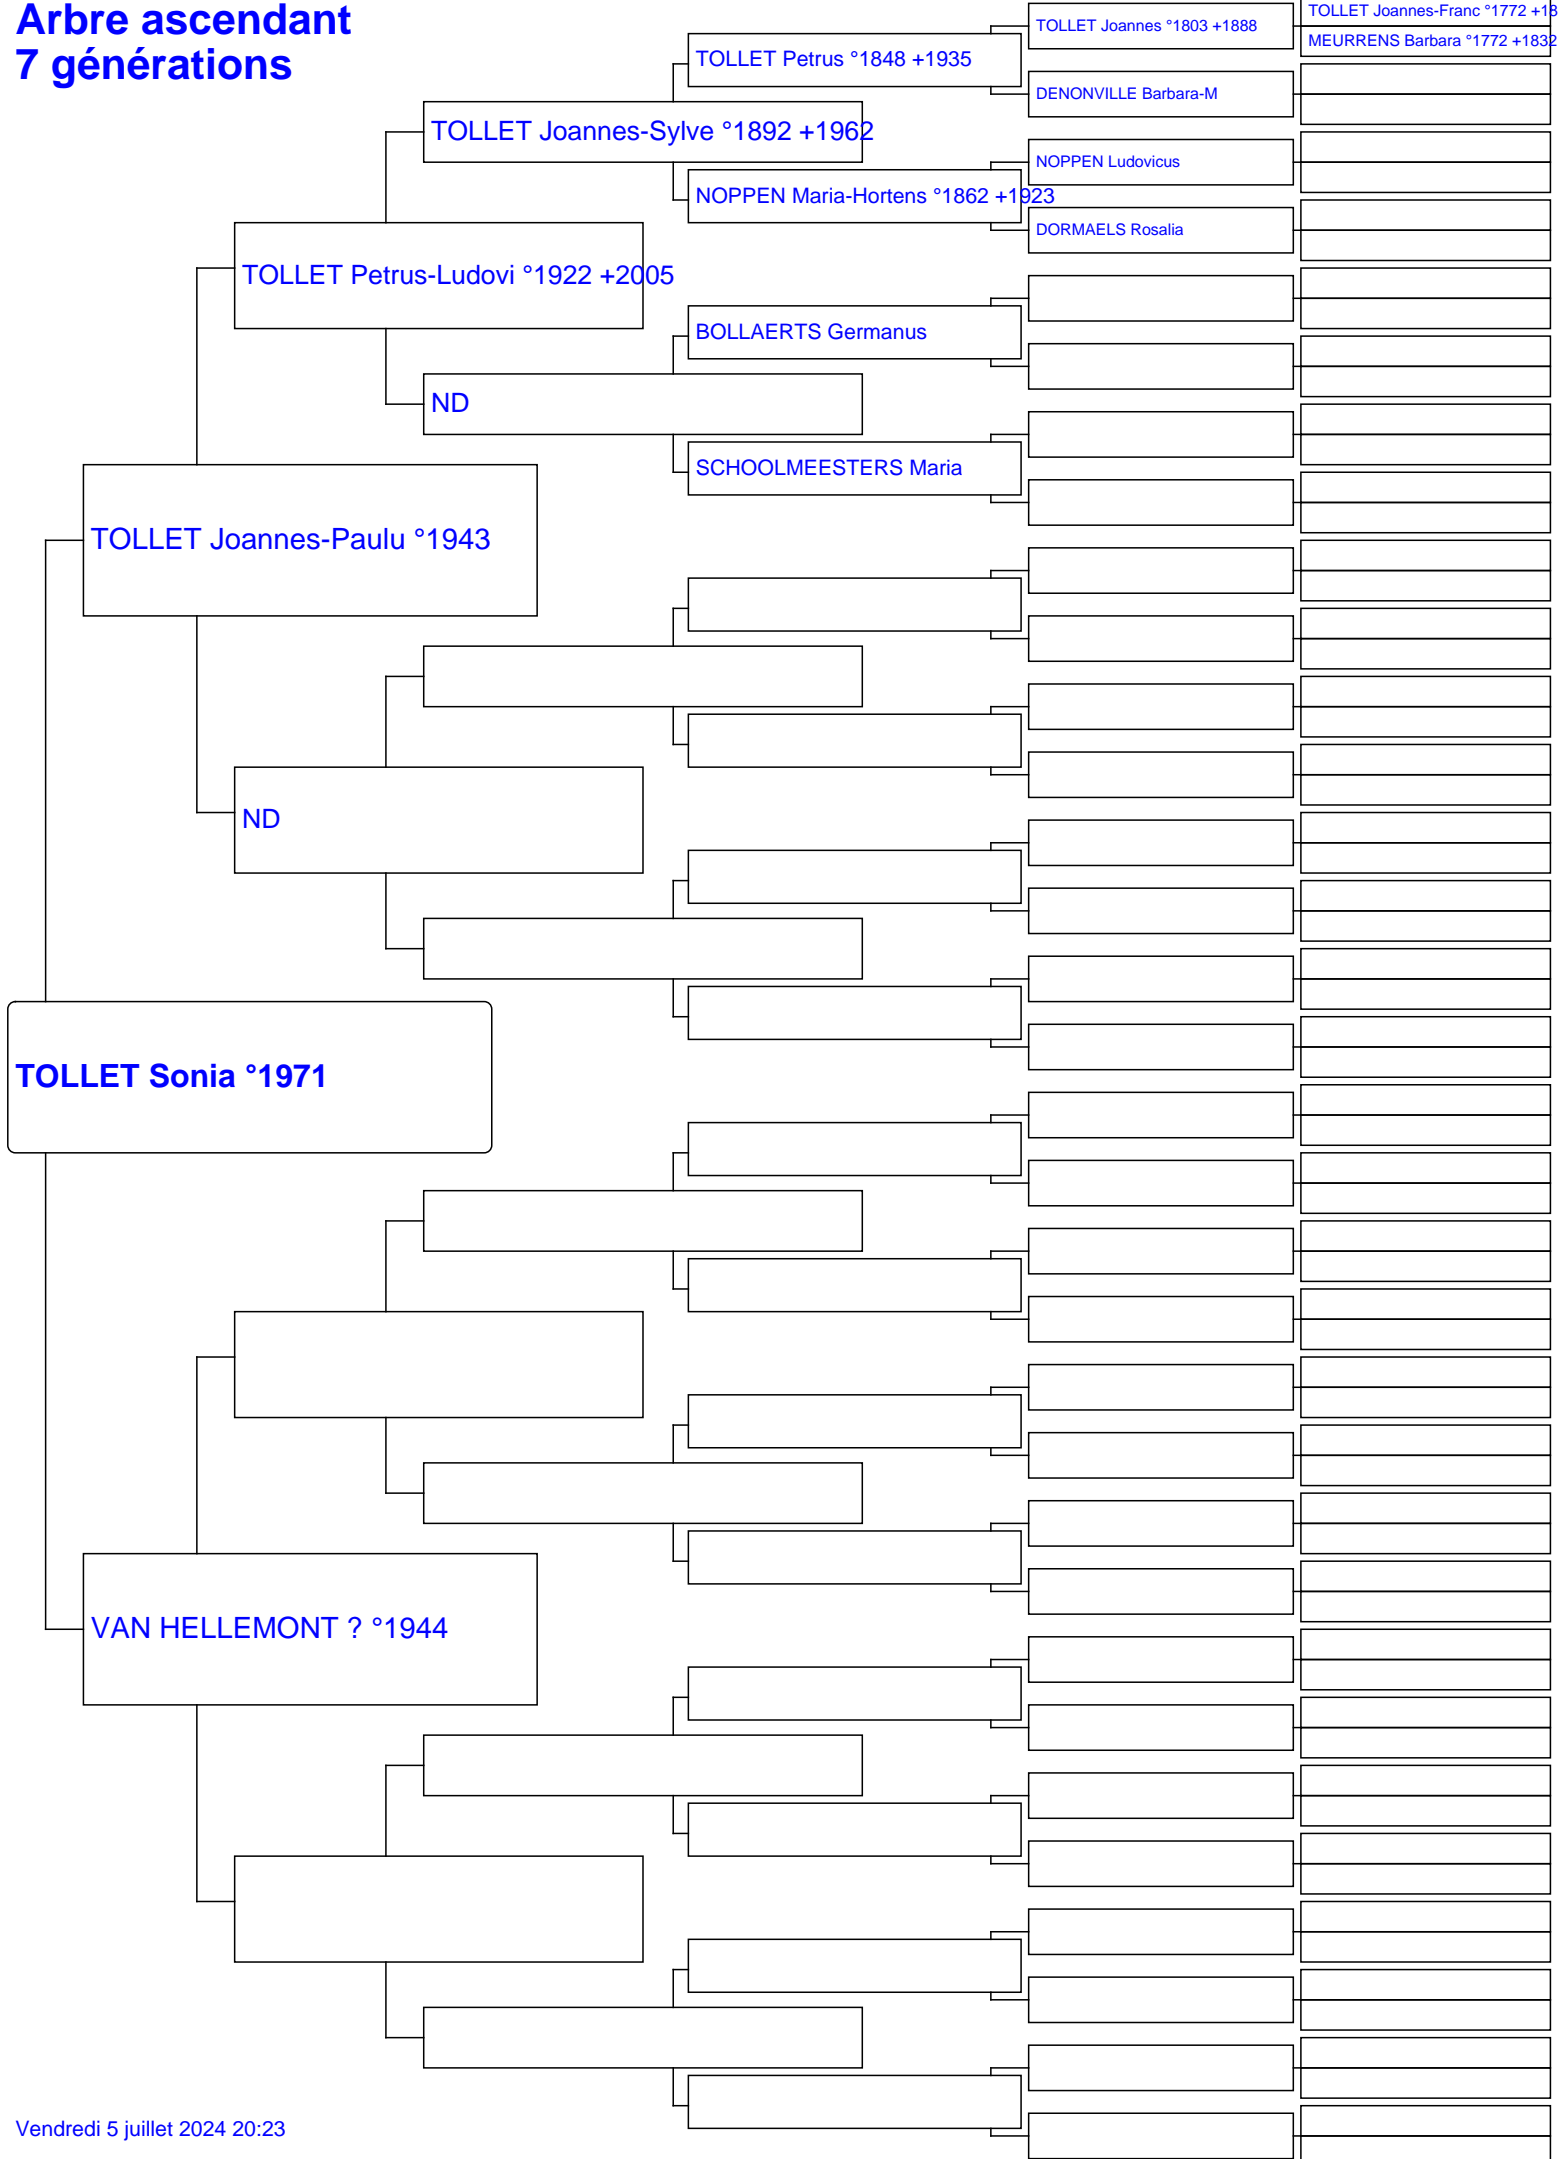 Arbre ascendant
7 générations
TOLLET Joannes °1803 +1888
TOLLET Joannes-Franc °1772 +18
MEURRENS Barbara °1772 +1832
TOLLET Petrus °1848 +1935
DENONVILLE Barbara-M
TOLLET Joannes-Sylve °1892 +1962
NOPPEN Ludovicus
NOPPEN Maria-Hortens °1862 +1923
DORMAELS Rosalia
TOLLET Petrus-Ludovi °1922 +2005
BOLLAERTS Germanus
ND
SCHOOLMEESTERS Maria
TOLLET Joannes-Paulu °1943
ND
TOLLET Sonia °1971
VAN HELLEMONT ? °1944
Vendredi 5 juillet 2024 20:23